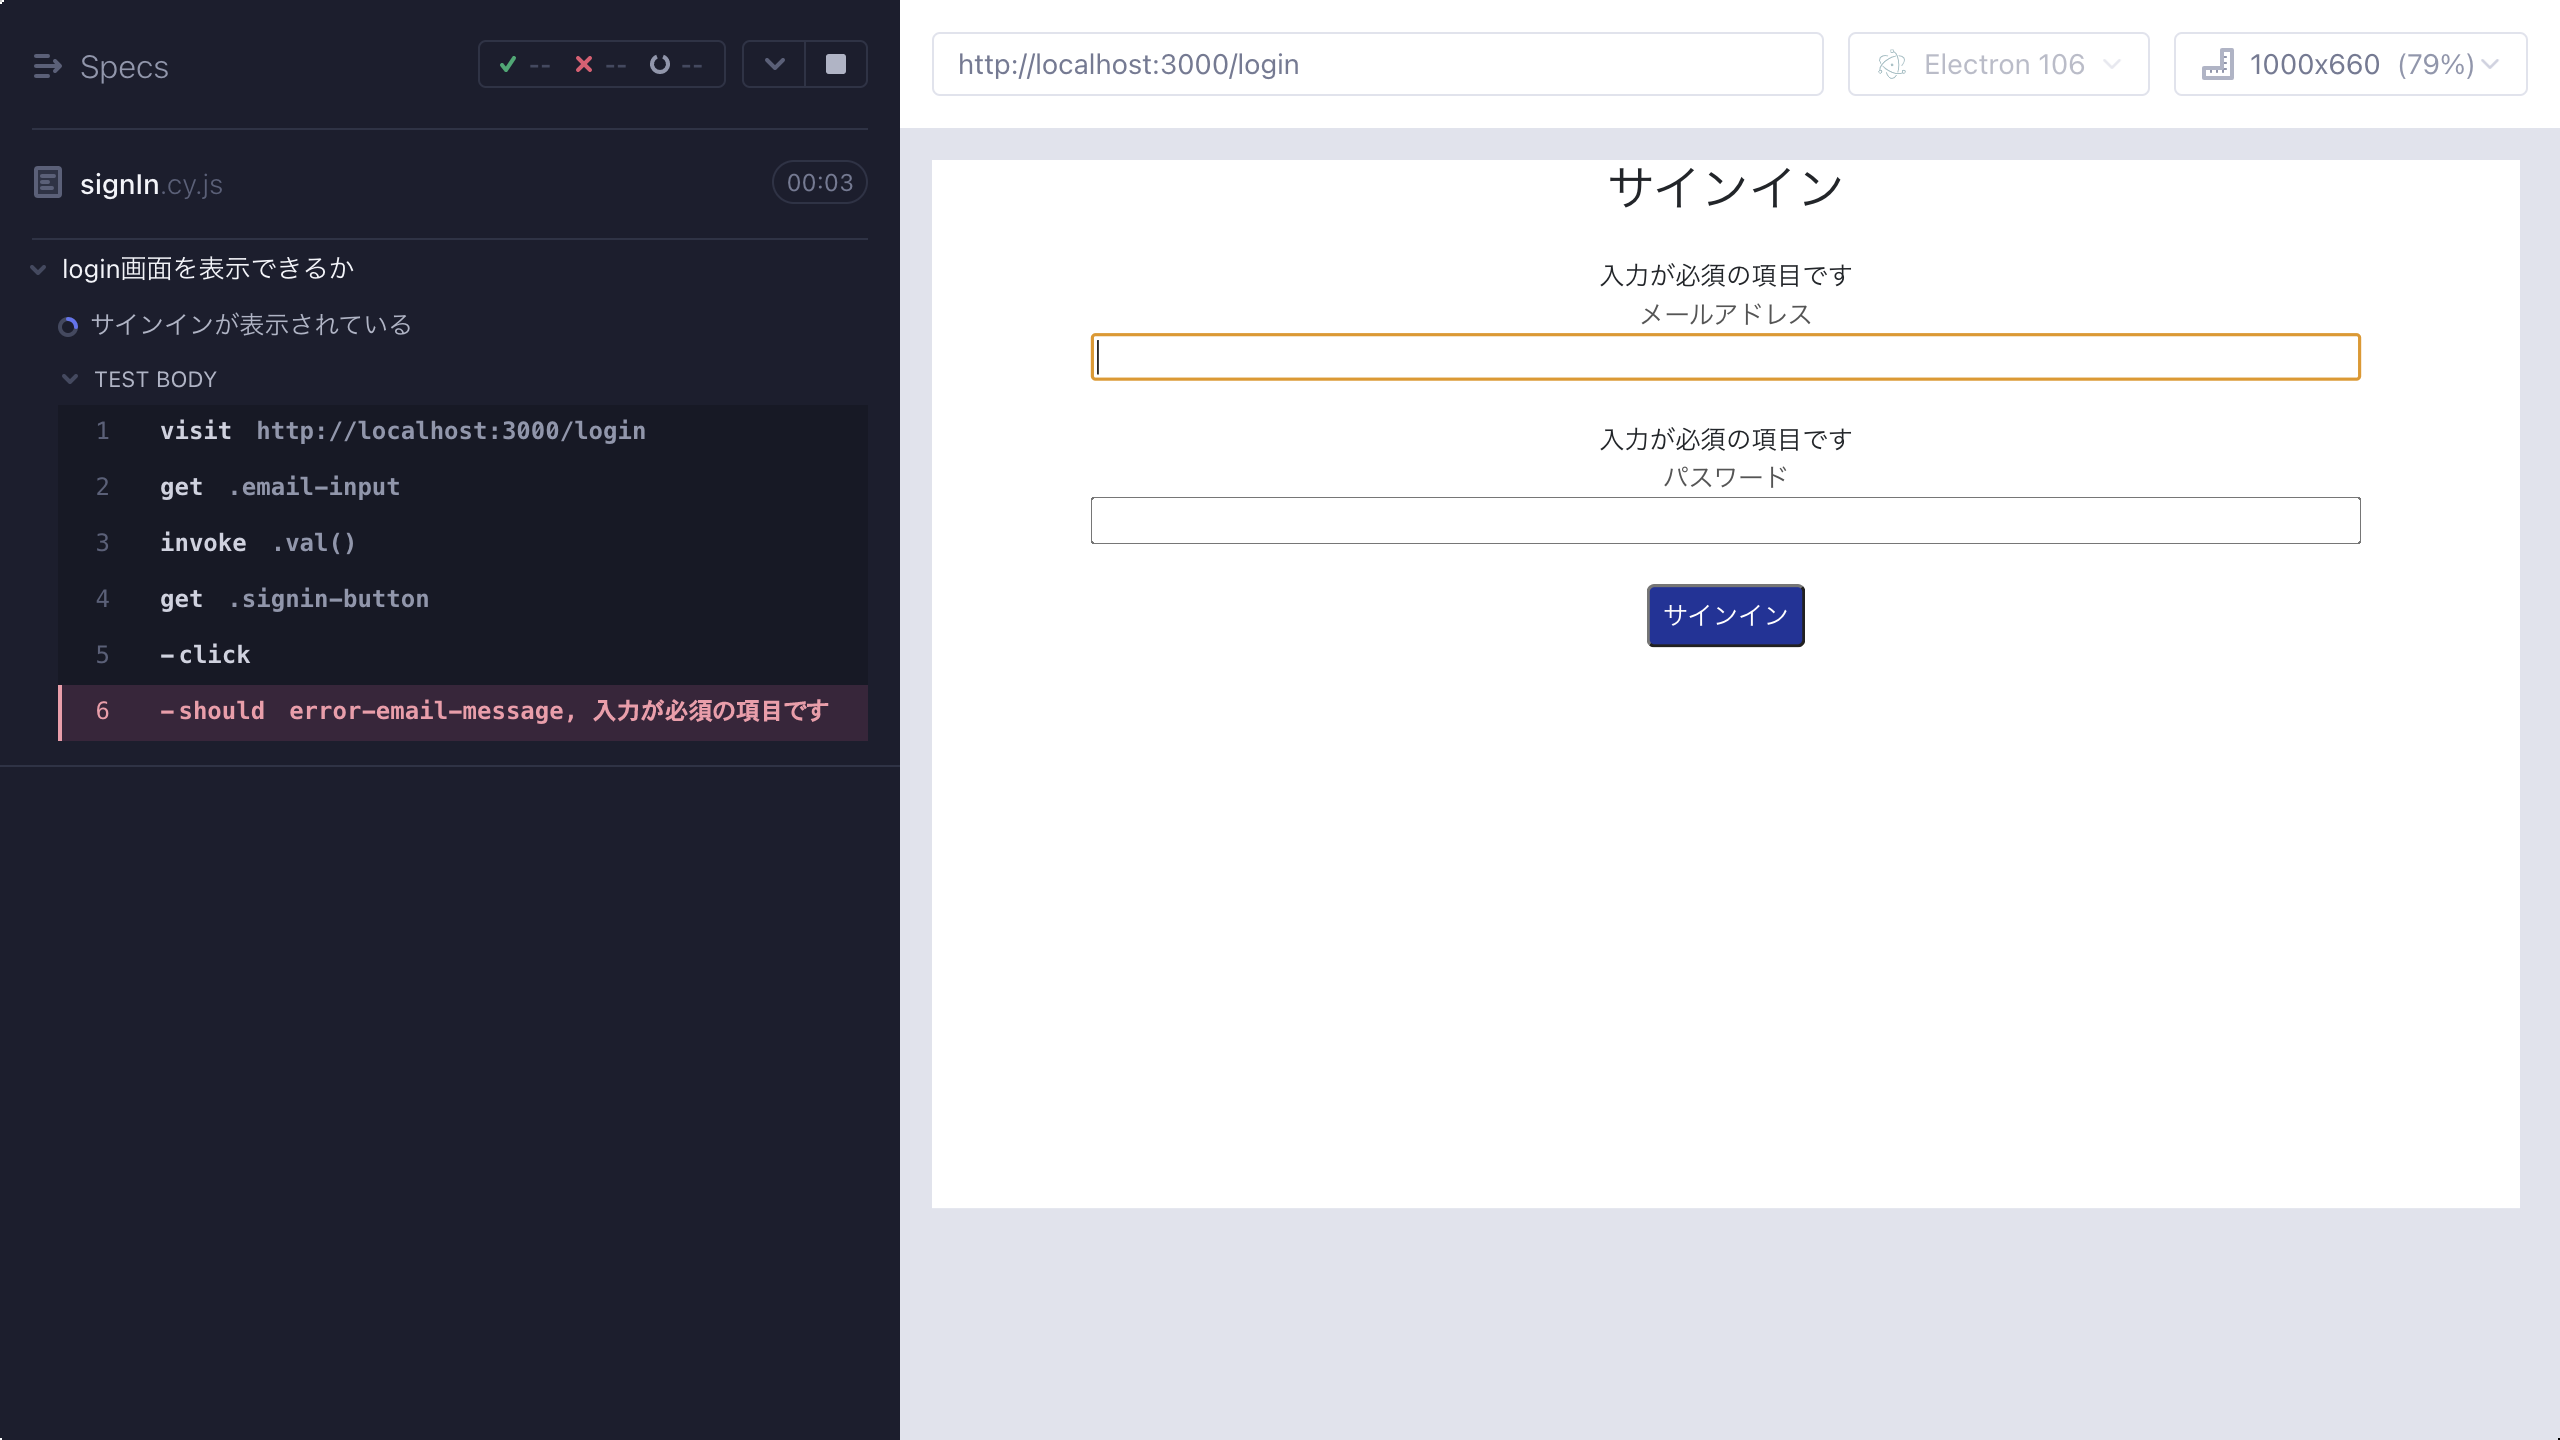 Specs
-- -- --
signIn.cy.js
00:03
login画面を表示できるか
サインインが表示されている
TEST BODY
1 visit http://localhost:3000/login
2 get .email-input
3 invoke .val()
4 get .signin-button
5 -click
6 -should error-email-message, 入力が必須の項目です
http://localhost:3000/login
Electron 106
1000x660 (79%)
サインイン
入力が必須の項目です
メールアドレス
入力が必須の項目です
パスワード
サインイン